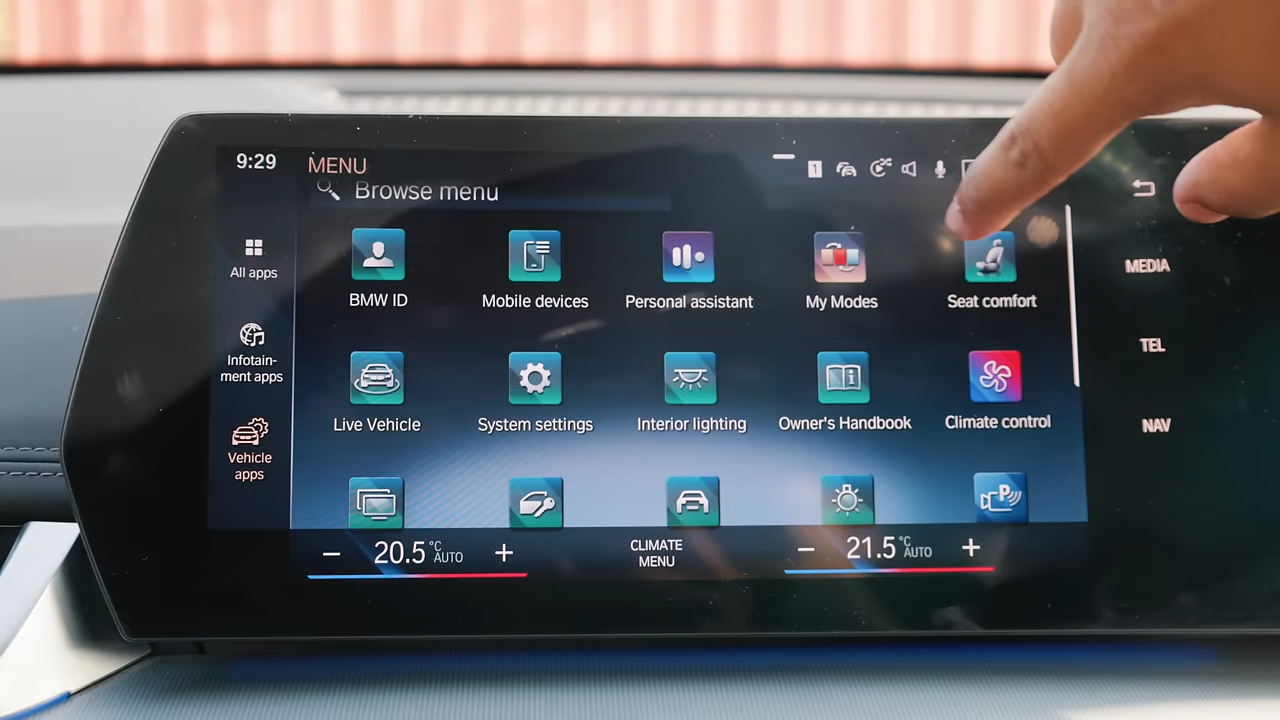 9:29
MENU
1
Browse menu
All apps
Infotain-
ment apps
Vehicle
apps
BMW ID
Mobile devices
Personal assistant
My Modes
Seat comfort
Live Vehicle
System settings
Interior lighting
Owner's Handbook
Climate control
P
MEDIA
TEL
NAV
− 20.5 °C AUTO +
CLIMATE
MENU
− 21.5 °C AUTO +